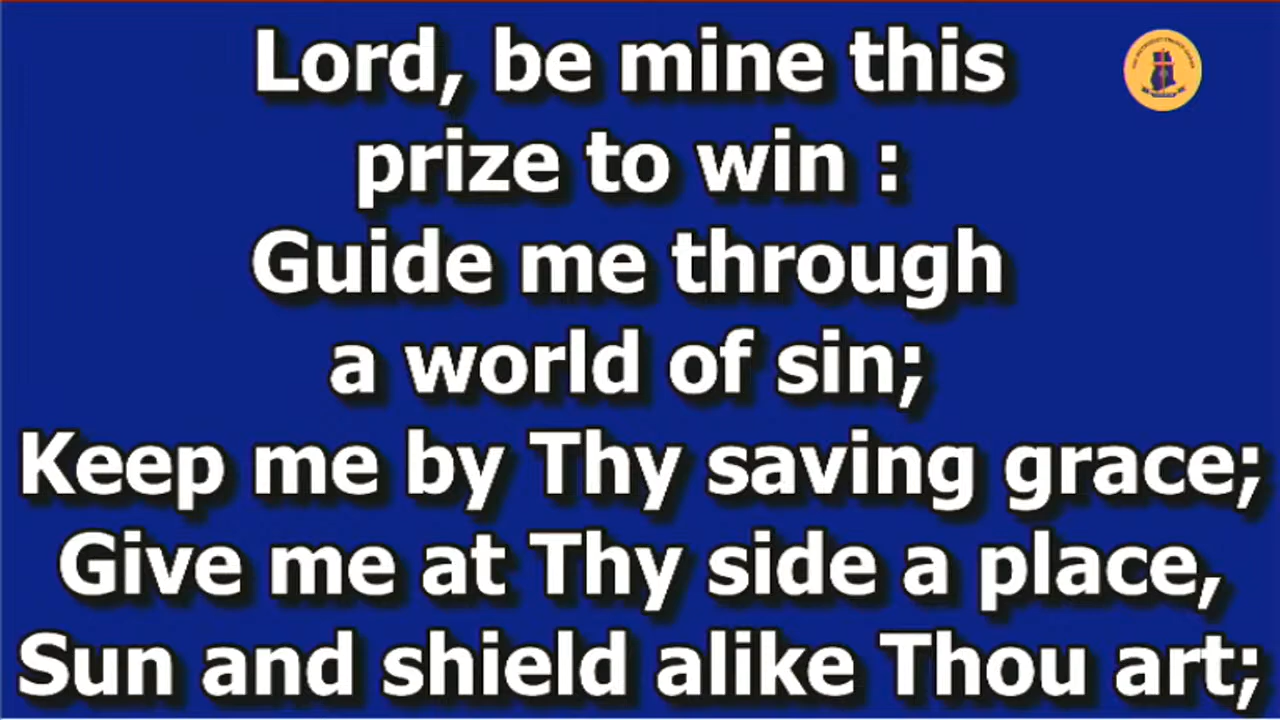 Lord, be mine this
prize to win :
Guide me through
a world of sin;
Keep me by Thy saving grace;
Give me at Thy side a place,
Sun and shield alike Thou art;